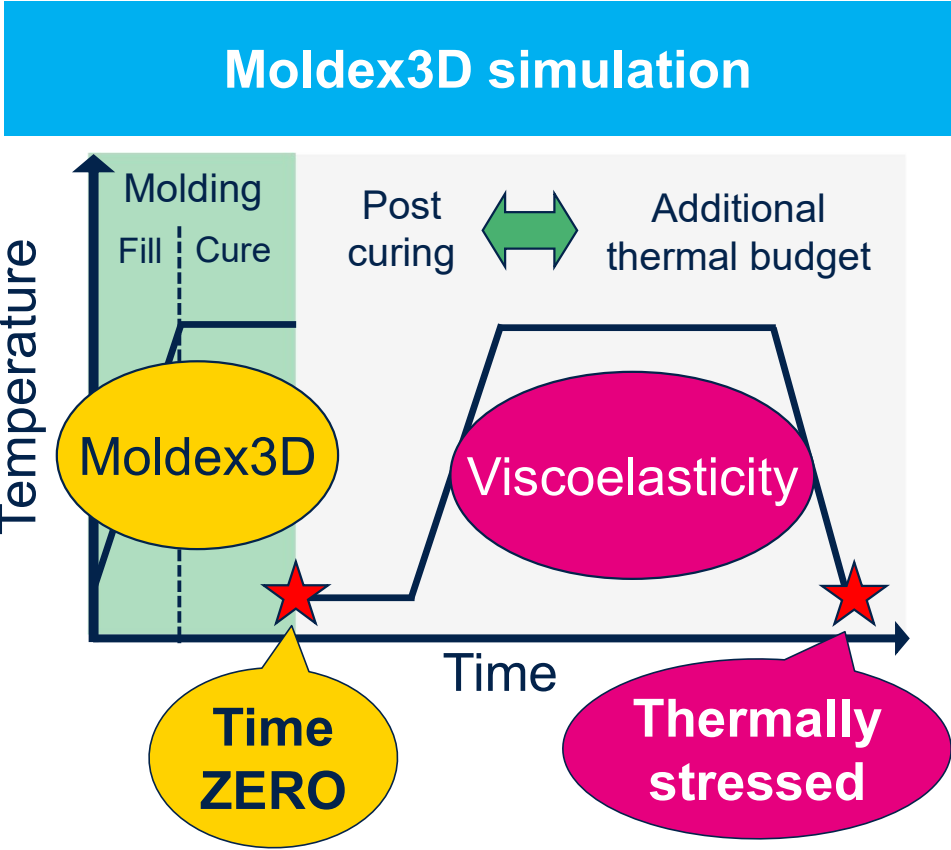 Moldex3D simulation
Molding
Fill
Cure
Post
curing
Additional
thermal budget
Temperature
Moldex3D
Viscoelasticity
Time
Time
ZERO
Thermally
stressed